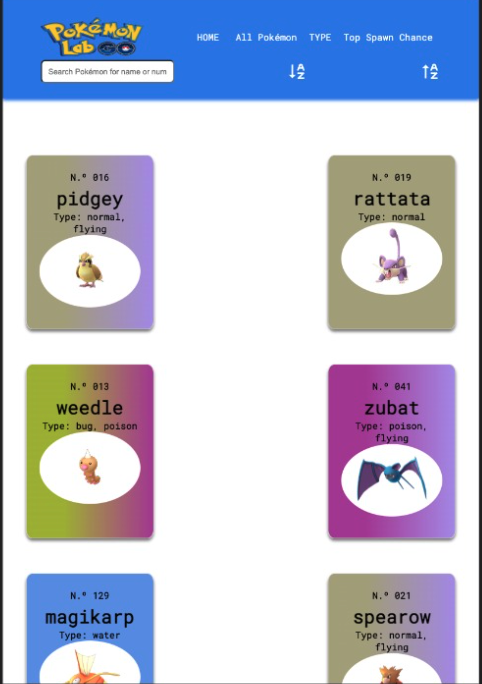 POKÉMON
LAB GO
HOME All Pokémon TYPE Top Spawn Chance
Search Pokémon for name or num
↓A
Z
↑A
Z
N.º 016
pidgey
Type: normal,
flying
N.º 019
rattata
Type: normal
N.º 013
weedle
Type: bug, poison
N.º 041
zubat
Type: poison,
flying
N.º 129
magikarp
Type: water
N.º 021
spearow
Type: normal,
flying